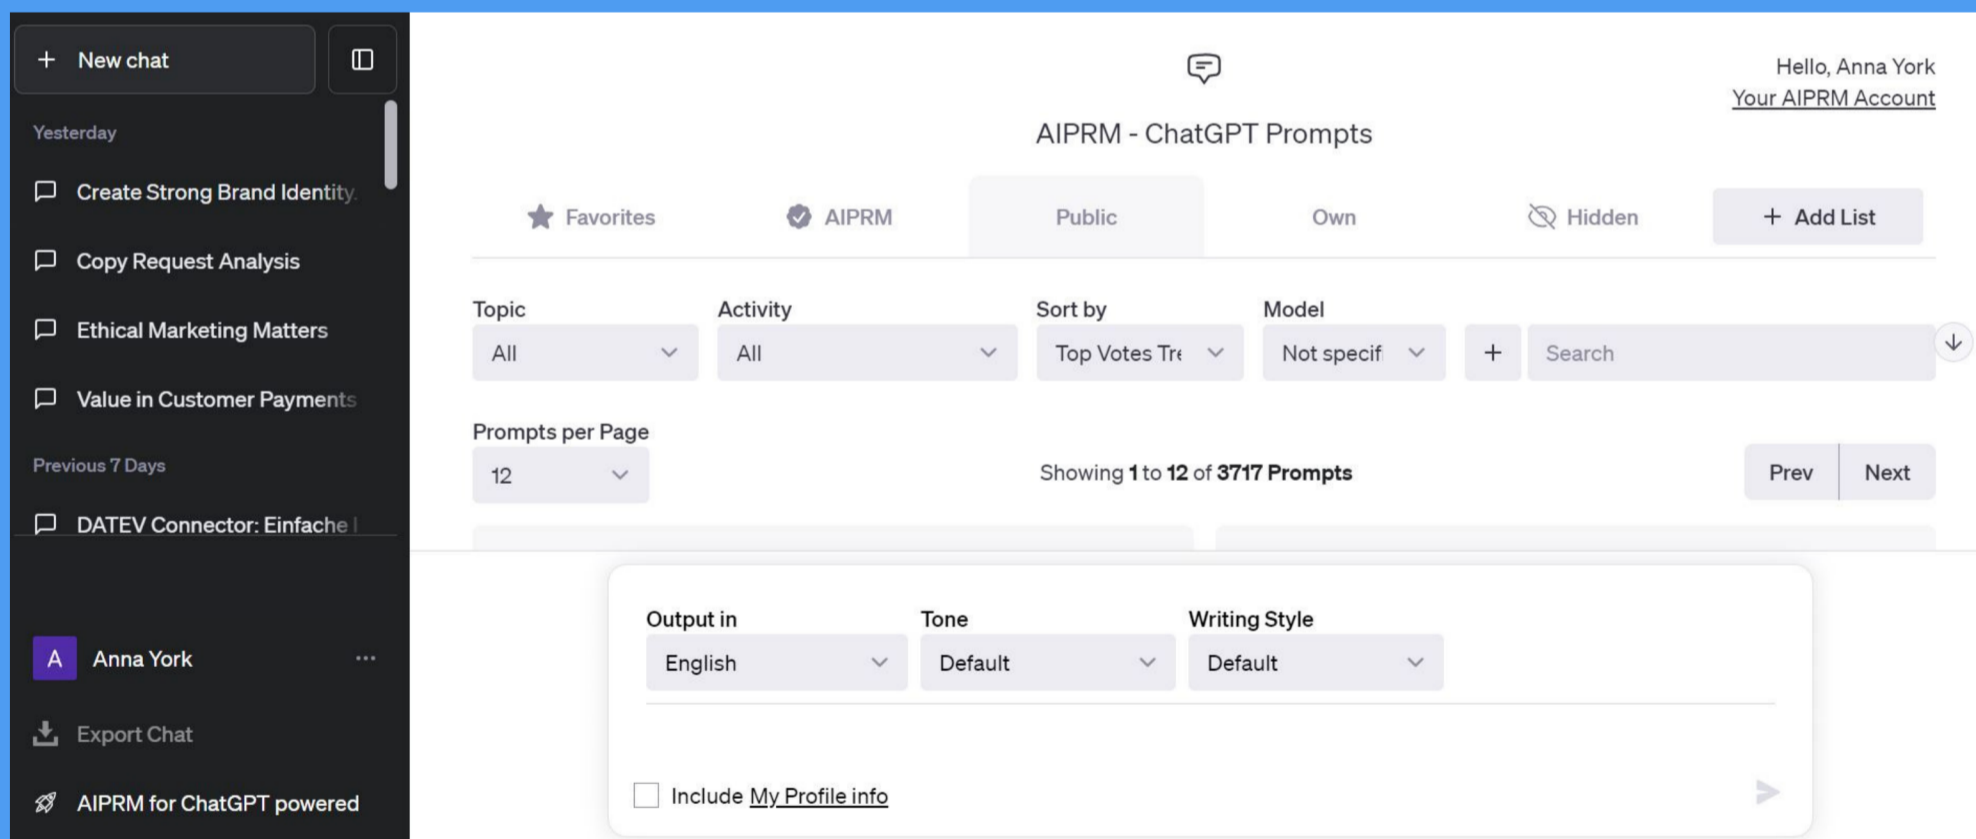 New chat
Yesterday
Create Strong Brand Identity.
Copy Request Analysis
Ethical Marketing Matters
Value in Customer Payments
Previous 7 Days
DATEV Connector: Einfache
A Anna York
Export Chat
AIPRM for ChatGPT powered
Hello, Anna York
Your AIPRM Account
AIPRM - ChatGPT Prompts
Favorites AIPRM Public Own Hidden + Add List
Topic Activity Sort by Model
All All Top Votes Tre Not specif + Search
Prompts per Page
12 Showing 1 to 12 of 3717 Prompts Prev Next
Output in Tone Writing Style
English Default Default
Include My Profile info